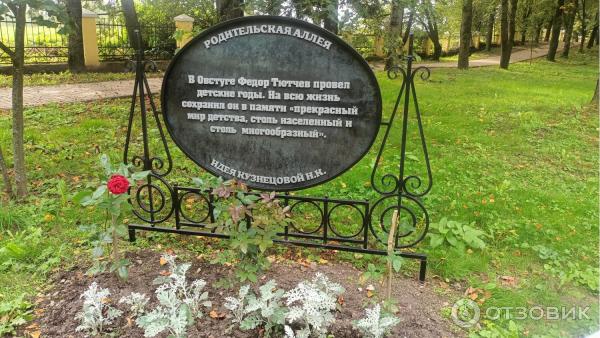 РОДИТЕЛЬСКАЯ АЛЛЕЯ
В Овстуге Федор Тютчев провел
детские годы. На всю жизнь
сохранил он в памяти «прекрасный
мир детства, столь населенный и
столь многообразный».
ИДЕЯ КУЗНЕЦОВОЙ Н.К.
ОТЗОВИК